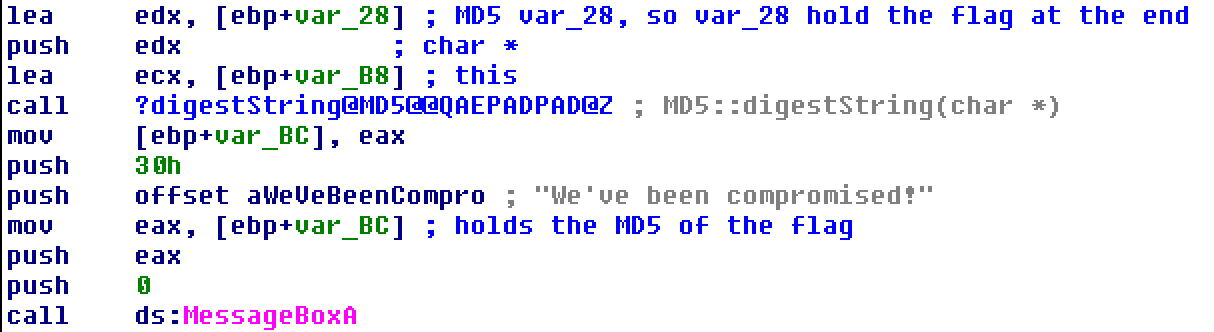 lea     edx, [ebp+var_28] ; MD5 var_28, so var_28 hold the flag at the end
push    edx             ; char *
lea     ecx, [ebp+var_B8] ; this
call    ?digestString@MD5@@QAEPADPAD@Z ; MD5::digestString(char *)
mov     [ebp+var_BC], eax
push    30h
push    offset aWeVeBeenCompro ; "We've been compromised!"
mov     eax, [ebp+var_BC] ; holds the MD5 of the flag
push    eax
push    0
call    ds:MessageBoxA